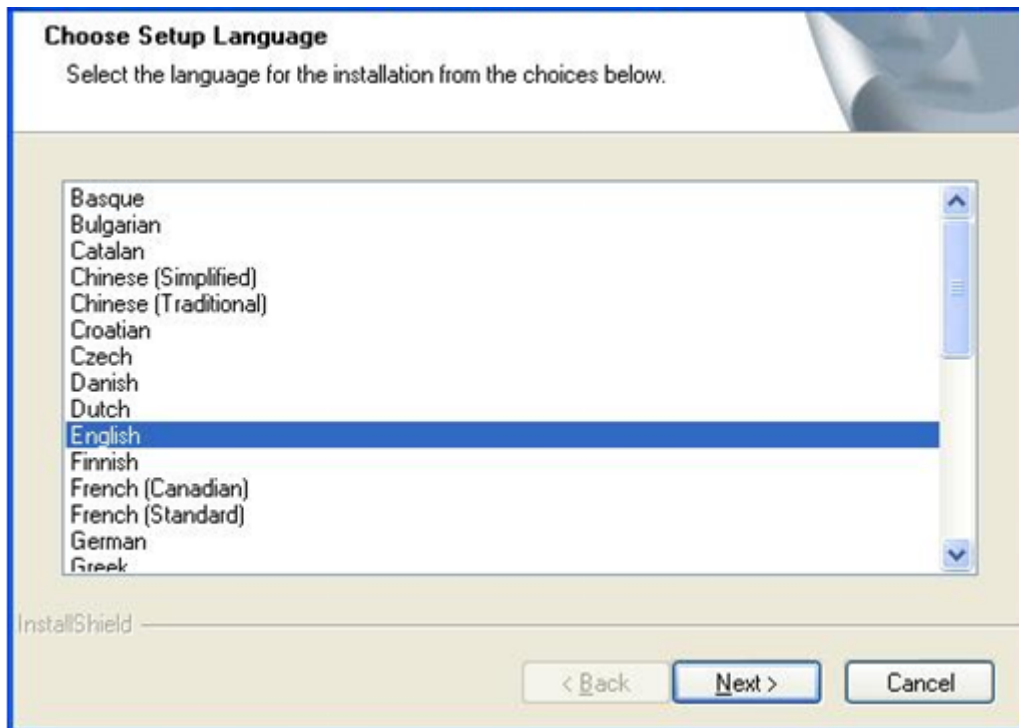 Choose Setup Language
Select the language for the installation from the choices below.
Basque
Bulgarian
Catalan
Chinese (Simplified)
Chinese (Traditional)
Croatian
Czech
Danish
Dutch
English
Finnish
French (Canadian)
French (Standard)
German
Greek
InstallShield
< Back
Next >
Cancel